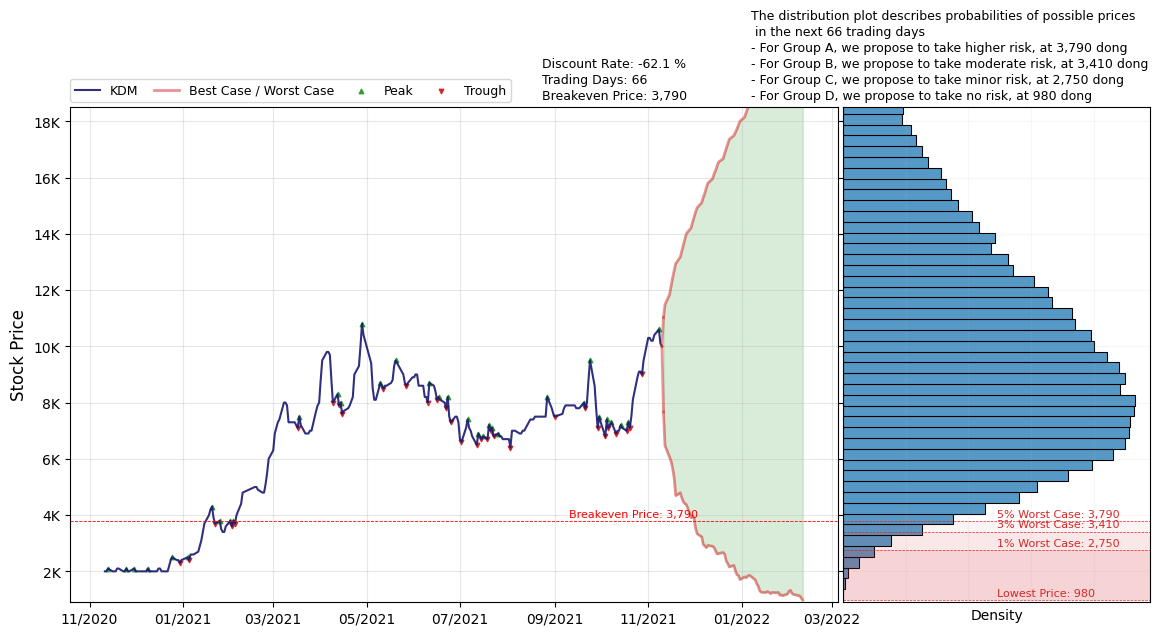 The distribution plot describes probabilities of possible prices
in the next 66 trading days
- For Group A, we propose to take higher risk, at 3,790 dong
- For Group B, we propose to take moderate risk, at 3,410 dong
- For Group C, we propose to take minor risk, at 2,750 dong
- For Group D, we propose to take no risk, at 980 dong
Discount Rate: -62.1 %
Trading Days: 66
Breakeven Price: 3,790
KDM
Best Case / Worst Case
Peak
Trough
Stock Price
18K
16K
14K
12K
10K
8K
6K
4K
2K
Breakeven Price: 3,790
5% Worst Case: 3,790
3% Worst Case: 3,410
1% Worst Case: 2,750
Lowest Price: 980
11/2020
01/2021
03/2021
05/2021
07/2021
09/2021
11/2021
01/2022
03/2022
Density